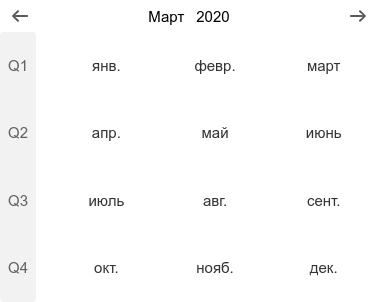 Март 2020
Q1 янв. февр. март
Q2 апр. май июнь
Q3 июль авг. сент.
Q4 окт. нояб. дек.